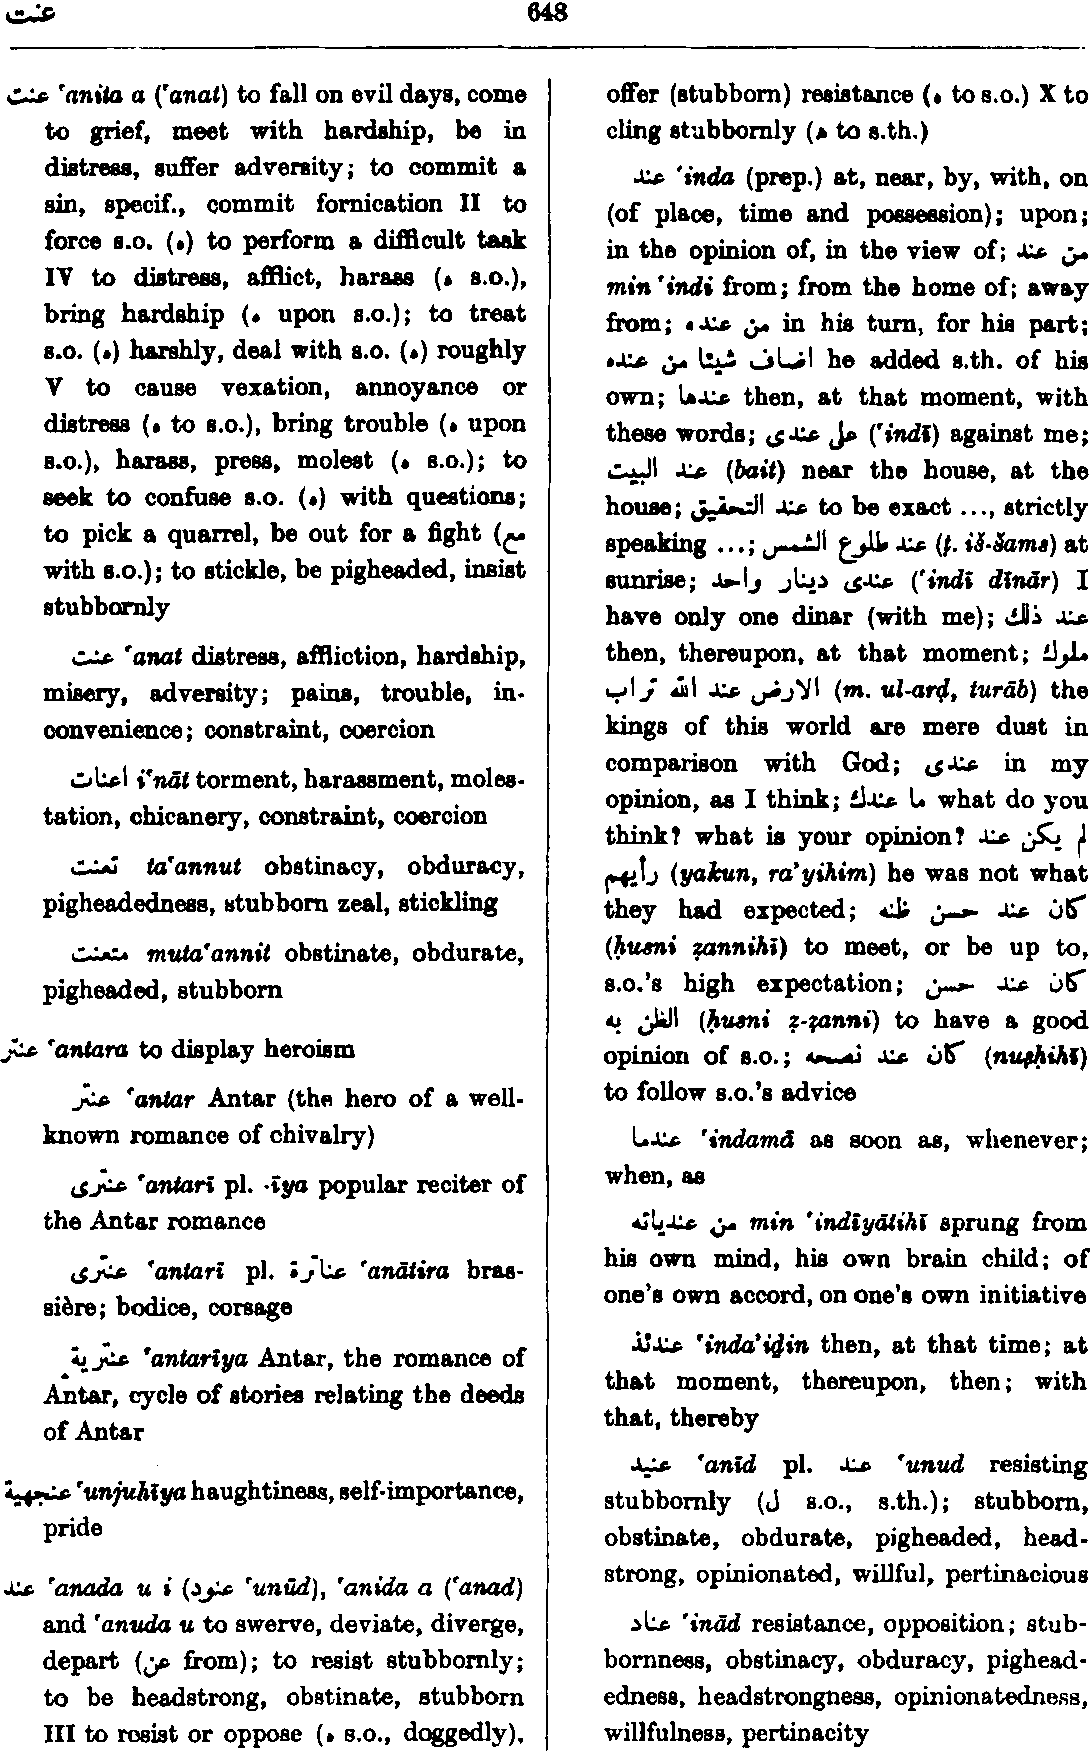 عنت
648
عنت ʿanita a (ʿanat) to fall on evil days, come
to grief, meet with hardship, be in
distress, suffer adversity; to commit a
sin, specif., commit fornication II to
force s.o. (ه) to perform a difficult task
IV to distress, afflict, harass (ه s.o.),
bring hardship (ه upon s.o.); to treat
s.o. (ه) harshly, deal with s.o. (ه) roughly
V to cause vexation, annoyance or
distress (ه to s.o.), bring trouble (ه upon
s.o.), harass, press, molest (ه s.o.); to
seek to confuse s.o. (ه) with questions;
to pick a quarrel, be out for a fight (مع
with s.o.); to stickle, be pigheaded, insist
stubbornly
عنت ʿanat distress, affliction, hardship,
misery, adversity; pains, trouble, in-
convenience; constraint, coercion
اعنات iʿnāt torment, harassment, moles-
tation, chicanery, constraint, coercion
تعنت taʿannut obstinacy, obduracy,
pigheadedness, stubborn zeal, stickling
متعنت mutaʿannit obstinate, obdurate,
pigheaded, stubborn
عنتر ʿantara to display heroism
عنتر ʿantar Antar (the hero of a well-
known romance of chivalry)
عنترى ʿantarī pl. -īya popular reciter of
the Antar romance
عنترى ʿantarī pl. عناترة ʿanātira bras-
sière; bodice, corsage
عنترية ʿantarīya Antar, the romance of
Antar, cycle of stories relating the deeds
of Antar
عنجهية ʿunjuhīya haughtiness, self-importance,
pride
عند ʿanada u i (عنود ʿunūd), ʿanida a (ʿanad)
and ʿanuda u to swerve, deviate, diverge,
depart (عن from); to resist stubbornly;
to be headstrong, obstinate, stubborn
III to resist or oppose (ه s.o., doggedly),
offer (stubborn) resistance (ه to s.o.) X to
cling stubbornly (ه to s.th.)
عند ʿinda (prep.) at, near, by, with, on
(of place, time and possession); upon;
in the opinion of, in the view of; من عند
min ʿindi from; from the home of; away
from; من عنده in his turn, for his part;
اضاف شيئا من عنده he added s.th. of his
own; عندها then, at that moment, with
these words; على عندى (ʿindī) against me;
عند البيت (bait) near the house, at the
house; عند التحقيق to be exact ..., strictly
speaking ...; عند طلوع الشمس (ṭ. iš-šams) at
sunrise; عندى دينار واحد (ʿindī dīnār) I
have only one dinar (with me); عند ذلك
then, thereupon, at that moment; ملوك
الارض عند الله تراب (m. ul-arḍ, turāb) the
kings of this world are mere dust in
comparison with God; عندى in my
opinion, as I think; ما عندك what do you
think? what is your opinion? لم يكن عند
رأيهم (yakun, raʾyihim) he was not what
they had expected; كان عند حسن ظنه
(ḥusni ẓannihī) to meet, or be up to,
s.o.'s high expectation; كان عند حسن
الظن به (ḥusni ẓ-ẓanni) to have a good
opinion of s.o.; كان عند نصحه (nuṣḥihī)
to follow s.o.'s advice
عندما ʿindamā as soon as, whenever;
when, as
من عندياته min ʿindīyātihī sprung from
his own mind, his own brain child; of
one's own accord, on one's own initiative
عندئذ ʿindaʾiḏin then, at that time; at
that moment, thereupon, then; with
that, thereby
عنيد ʿanīd pl. عند ʿunud resisting
stubbornly (ل s.o., s.th.); stubborn,
obstinate, obdurate, pigheaded, head-
strong, opinionated, willful, pertinacious
عناد ʿinād resistance, opposition; stub-
bornness, obstinacy, obduracy, pighead-
edness, headstrongness, opinionatedness,
willfulness, pertinacity